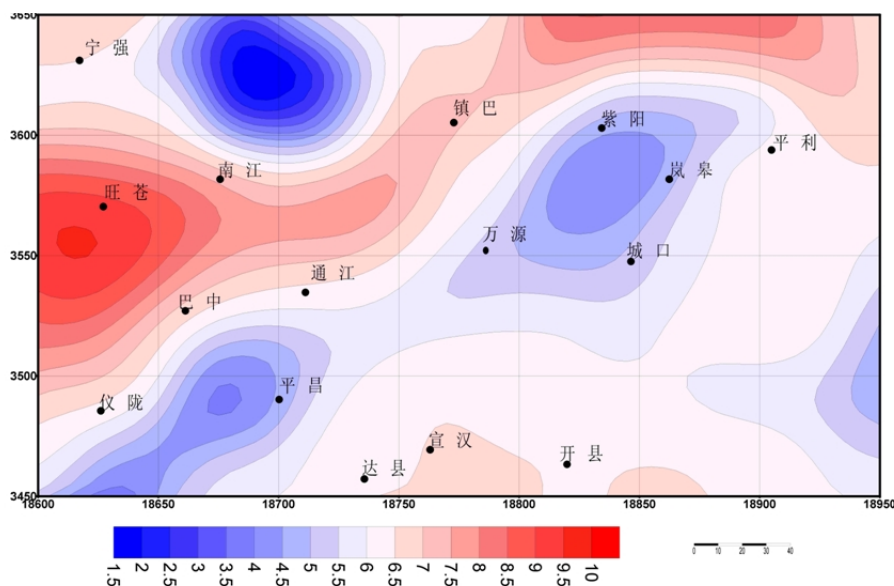 3650
宁 强
镇 巴
紫 阳
3600
平 利
南 江
岚 皋
旺 苍
万 源
城 口
3550
通 江
巴 中
3500
平 昌
仪 陇
宣 汉
开 县
达 县
3450
18600 18650 18700 18750 18800 18850 18900 18950
1.5 2 2.5 3 3.5 4 4.5 5 5.5 6 6.5 7 7.5 8 8.5 9 9.5 10
0 10 20 30 40